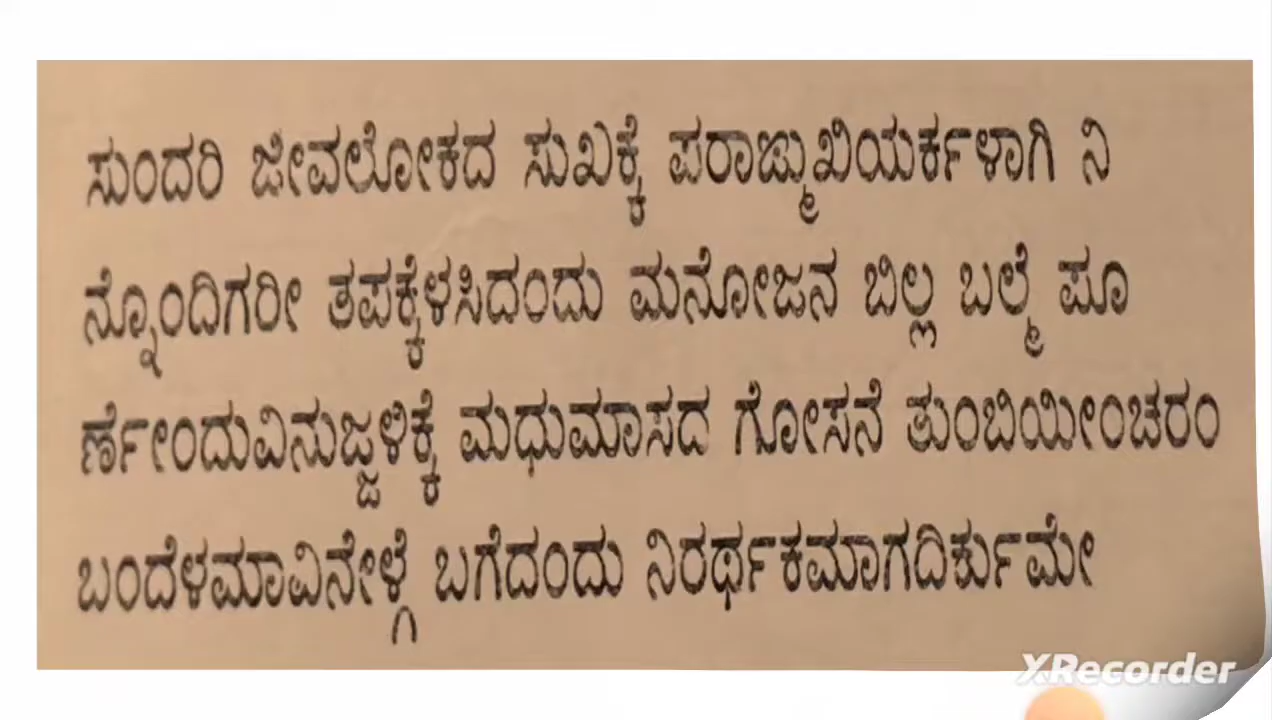 ಸುಂದರಿ ಜೀವಲೋಕದ ಸುಖಕ್ಕೆ ಪರಾಙ್ಮುಖಿಯರ್ಕಳಾಗಿ ನಿ
ನ್ನೊಂದಿಗರೀ ತಪಕ್ಕೆಳಸಿದಂದು ಮನೋಜನ ಬಿಲ್ಲ ಬಲ್ಮೆ ಪೂ
ರ್ಣೇಂದುವಿನುಜ್ಜಳಿಕ್ಕೆ ಮಧುಮಾಸದ ಗೋಸನೆ ತುಂಬಿಯೀಂಚರಂ
ಬಂದೆಳಮಾವಿನೇಳ್ಗೆ ಬಗೆದಂದು ನಿರರ್ಥಕಮಾಗದಿರ್ಕುಮೇ
XRecorder